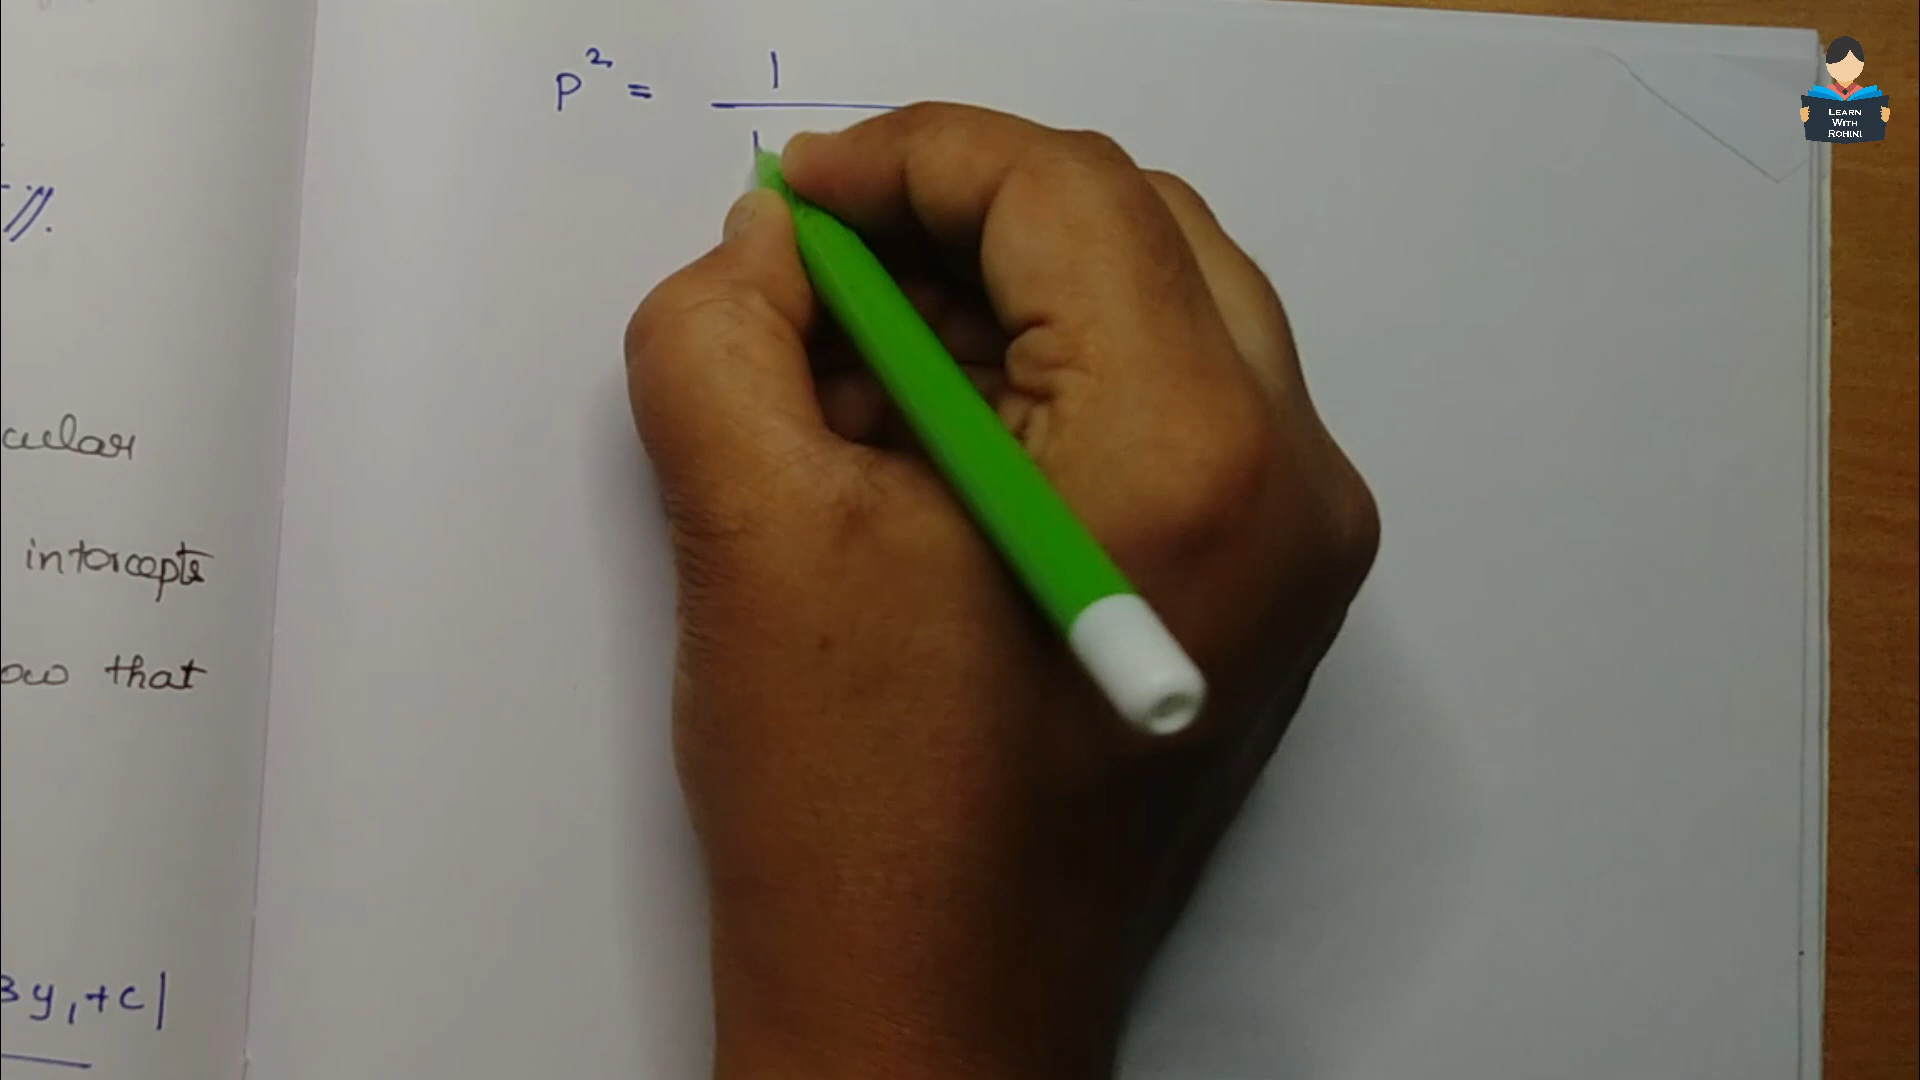 cular
intercepts
ow that
3y₁+c|
p² = 1
LEARN
WITH
ROHINI